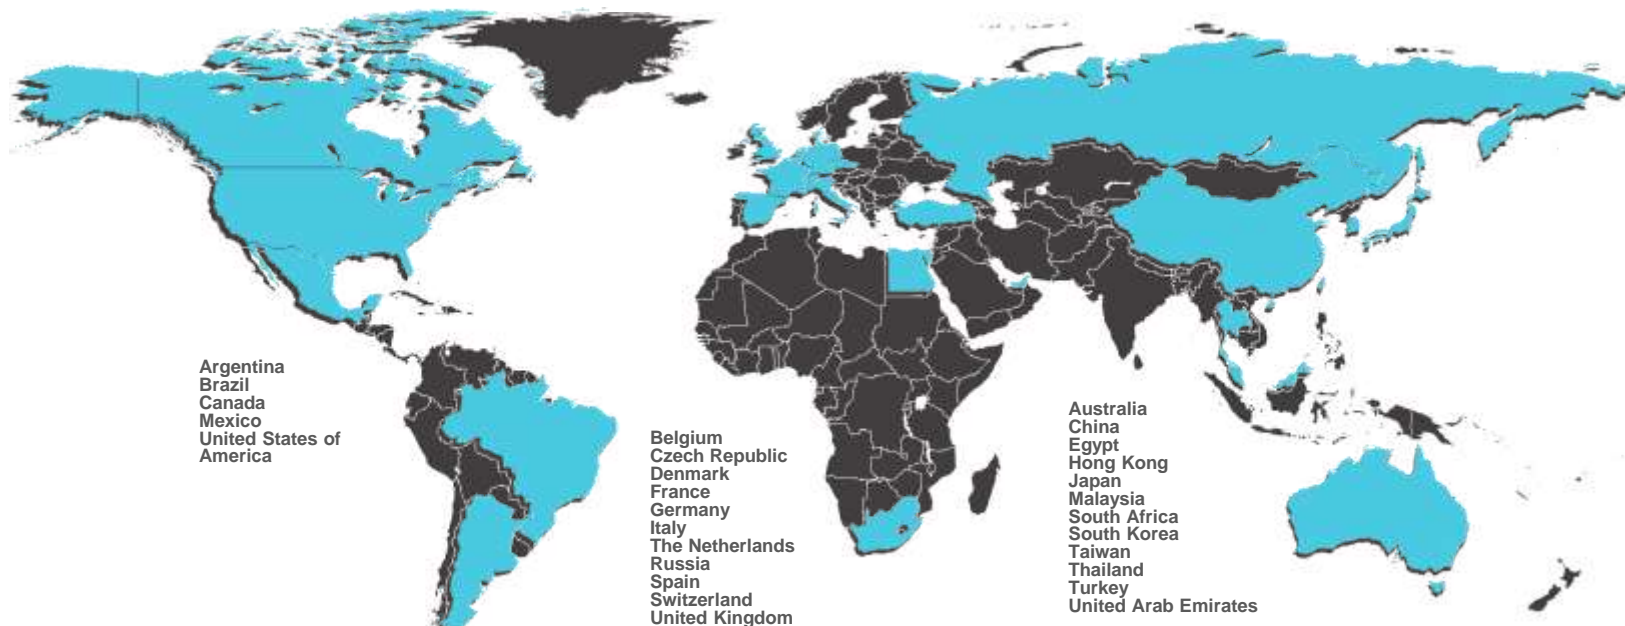 Argentina
Brazil
Canada
Mexico
United States of
America
Belgium
Czech Republic
Denmark
France
Germany
Italy
The Netherlands
Russia
Spain
Switzerland
United Kingdom
Australia
China
Egypt
Hong Kong
Japan
Malaysia
South Africa
South Korea
Taiwan
Thailand
Turkey
United Arab Emirates